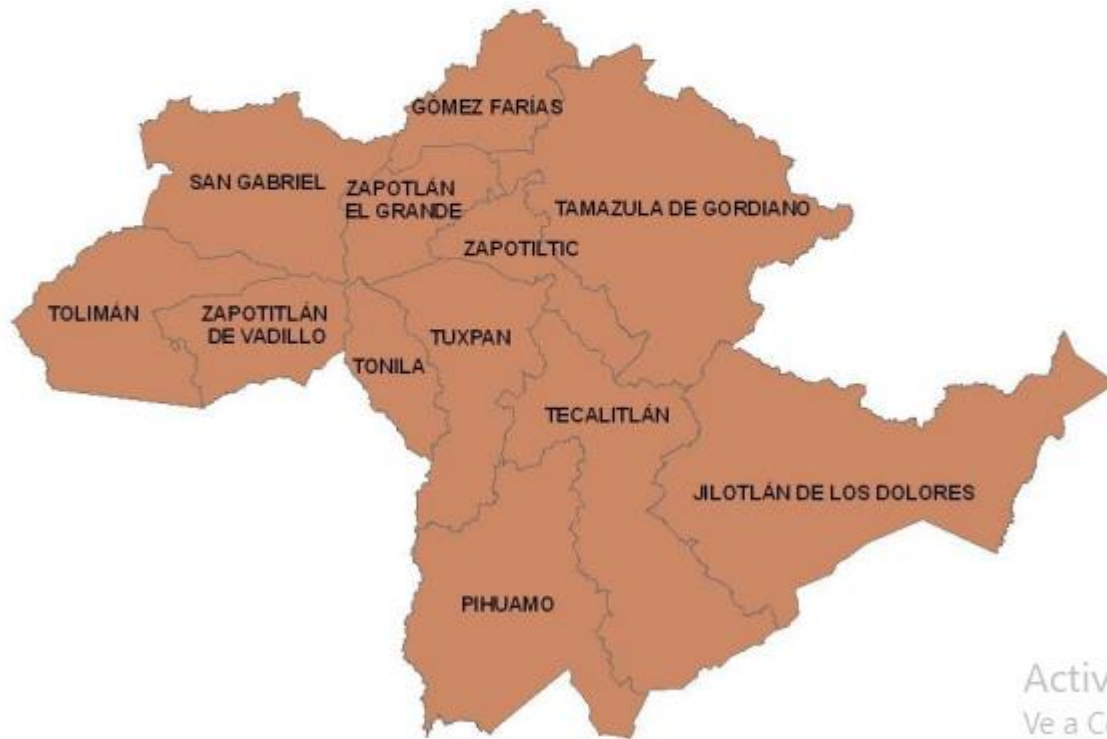 GÓMEZ FARÍAS
SAN GABRIEL
ZAPOTLÁN
EL GRANDE
TAMAZULA DE GORDIANO
ZAPOTILTIC
TOLIMÁN
ZAPOTITLÁN
DE VADILLO
TUXPAN
TONILA
TECALITLÁN
JILOTLÁN DE LOS DOLORES
PIHUAMO
Activ
Ve a Co